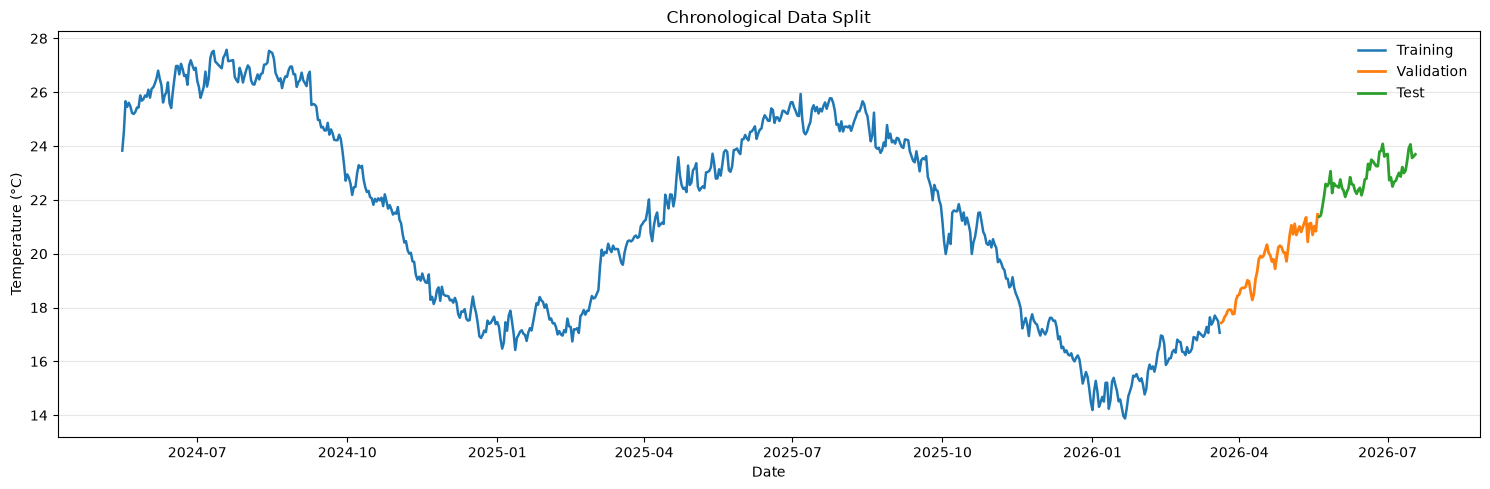 Chronological Data Split
Temperature (°C)
28
26
24
22
20
18
16
14
Training
Validation
Test
2024-07
2024-10
2025-01
2025-04
2025-07
2025-10
2026-01
2026-04
2026-07
Date